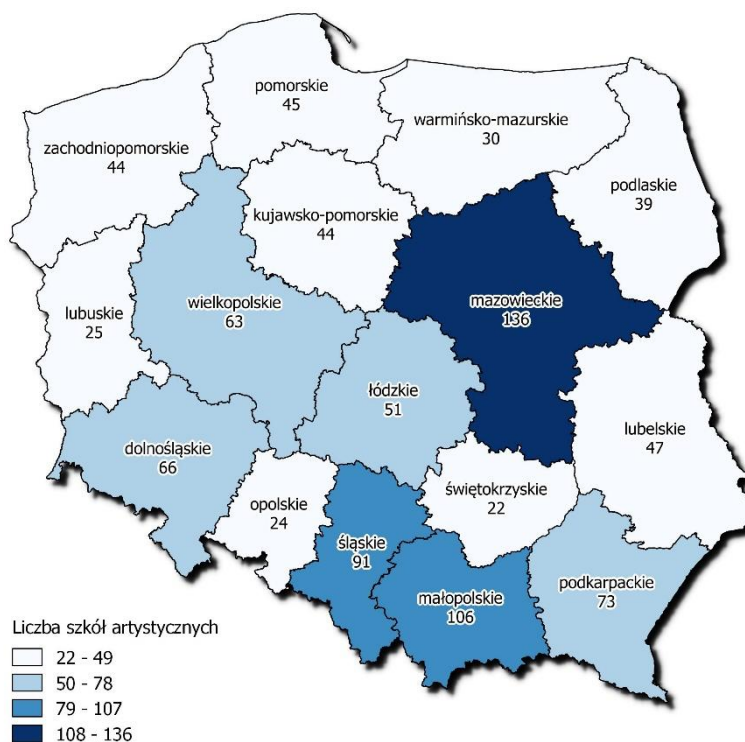 pomorskie
45
warmińsko-mazurskie
30
zachodniopomorskie
44
podlaskie
39
kujawsko-pomorskie
44
mazowieckie
136
wielkopolskie
63
lubuskie
25
łódzkie
51
lubelskie
47
dolnośląskie
66
świętokrzyskie
22
opolskie
24
śląskie
91
podkarpackie
73
małopolskie
106
Liczba szkół artystycznych
22 - 49
50 - 78
79 - 107
108 - 136